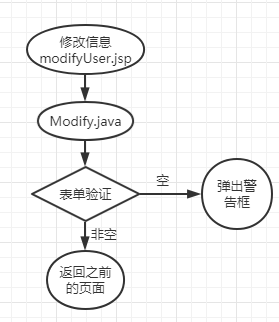 修改信息
modifyUser.jsp
Modify.java
表单验证
空
弹出警
告框
非空
返回之前
的页面